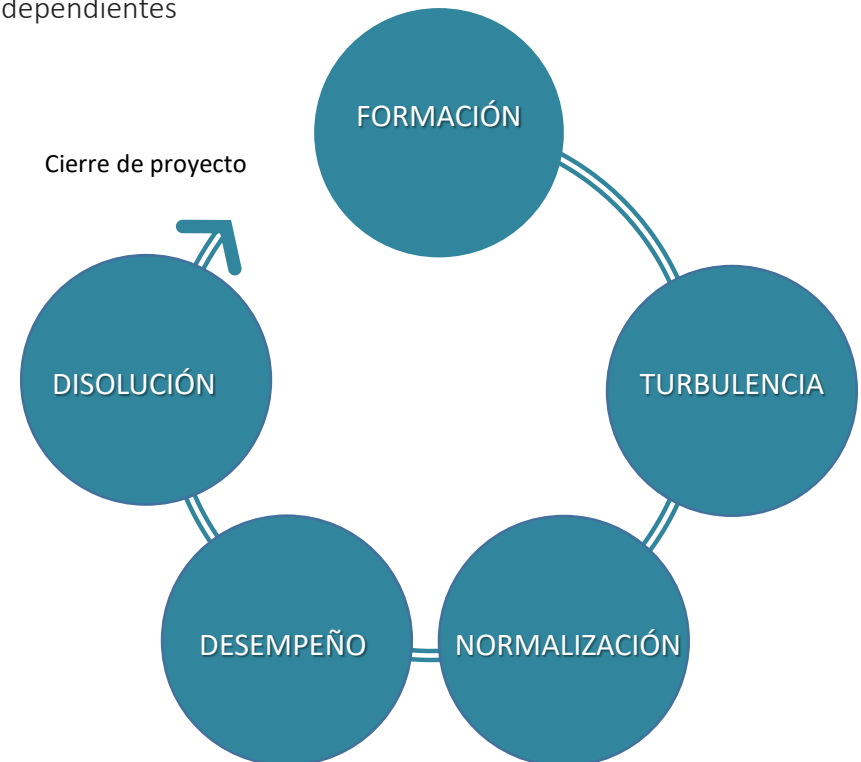 dependientes
FORMACIÓN
Cierre de proyecto
TURBULENCIA
DISOLUCIÓN
NORMALIZACIÓN
DESEMPEÑO